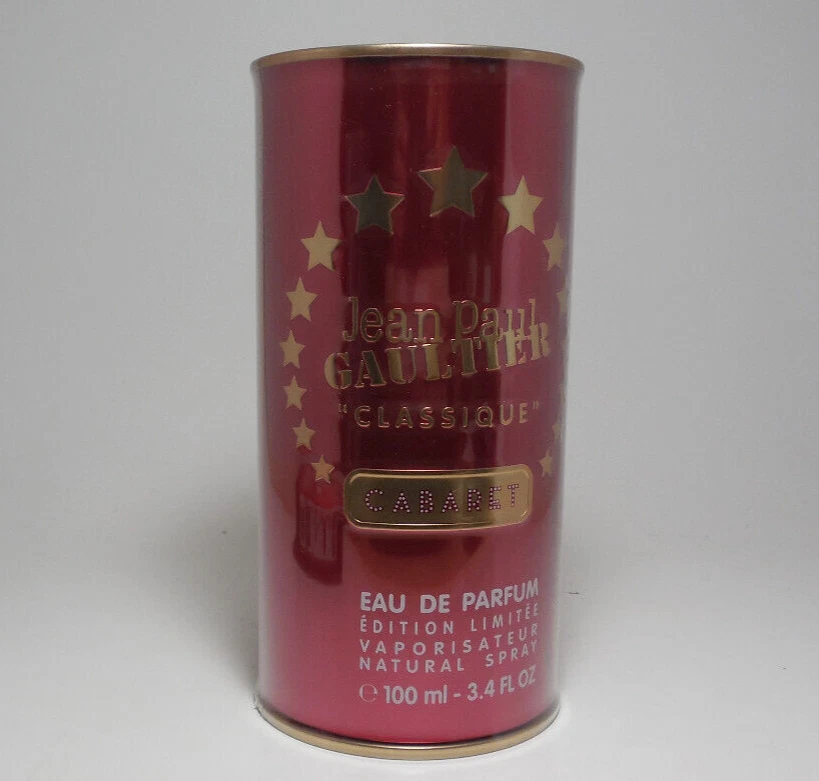 Jean Paul
GAULTIER
"CLASSIQUE"
CABARET
EAU DE PARFUM
ÉDITION LIMITÉE
VAPORISATEUR
NATURAL SPRAY
℮ 100 ml - 3.4 FL OZ